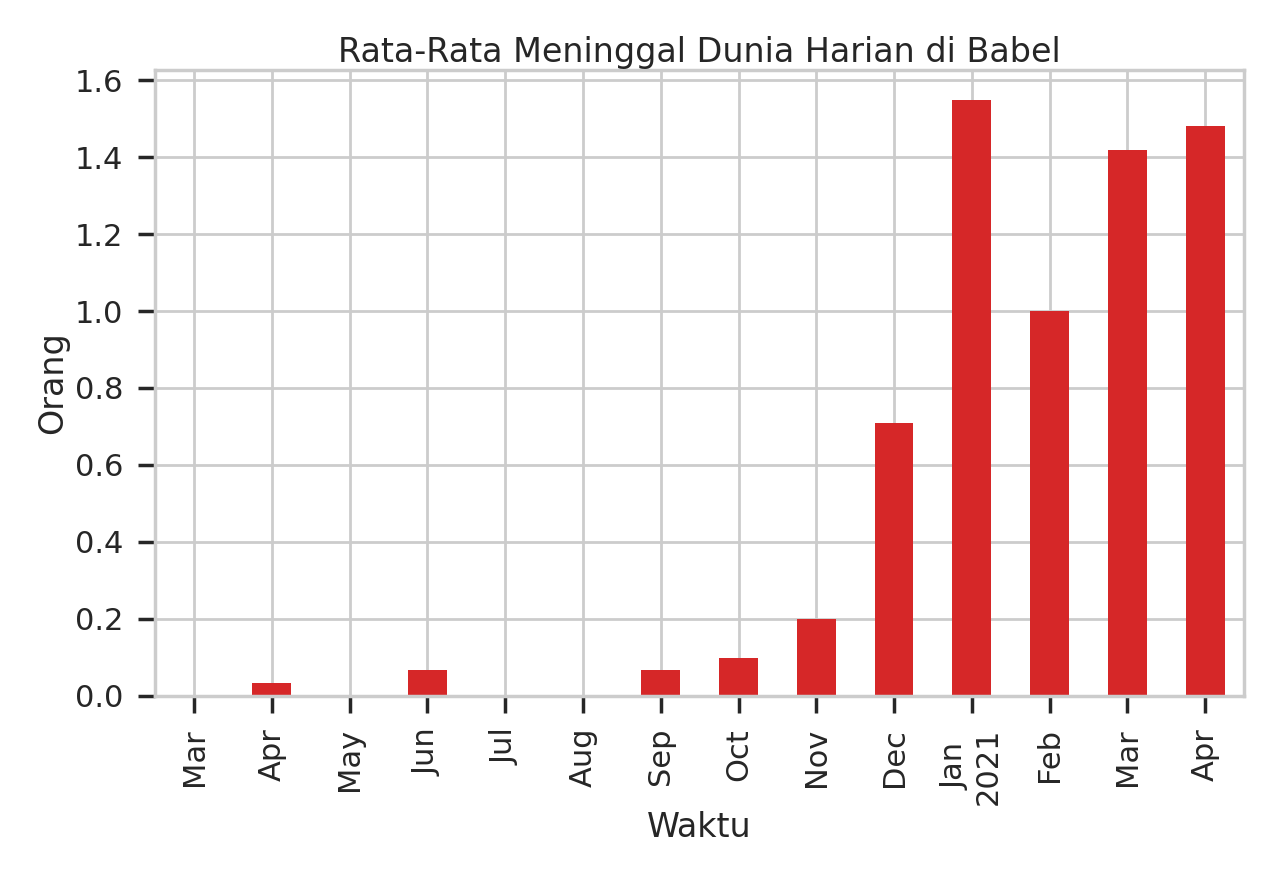 Rata-Rata Meninggal Dunia Harian di Babel
1.6
1.4
1.2
1.0
0.8
0.6
0.4
0.2
0.0
Orang
Mar
Apr
May
Jun
Jul
Aug
Sep
Oct
Nov
Dec
Jan
2021
Feb
Mar
Apr
Waktu